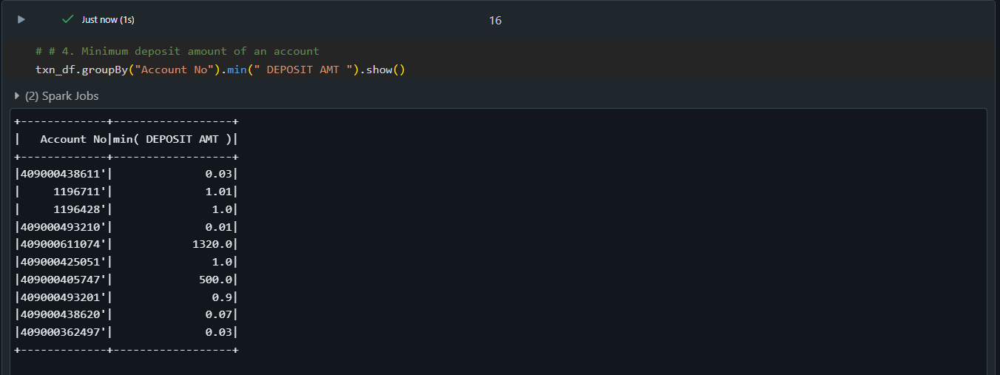 Just now (1s)
16
# # 4. Minimum deposit amount of an account
txn_df.groupBy("Account No").min(" DEPOSIT AMT ").show()
(2) Spark Jobs
+-------------+------------------+
|   Account No|min( DEPOSIT AMT )|
+-------------+------------------+
|409000438611'|              0.03|
|     1196711'|              1.01|
|     1196428'|               1.0|
|409000493210'|              0.01|
|409000611074'|            1320.0|
|409000425051'|               1.0|
|409000405747'|             500.0|
|409000493201'|               0.9|
|409000438620'|              0.07|
|409000362497'|              0.03|
+-------------+------------------+